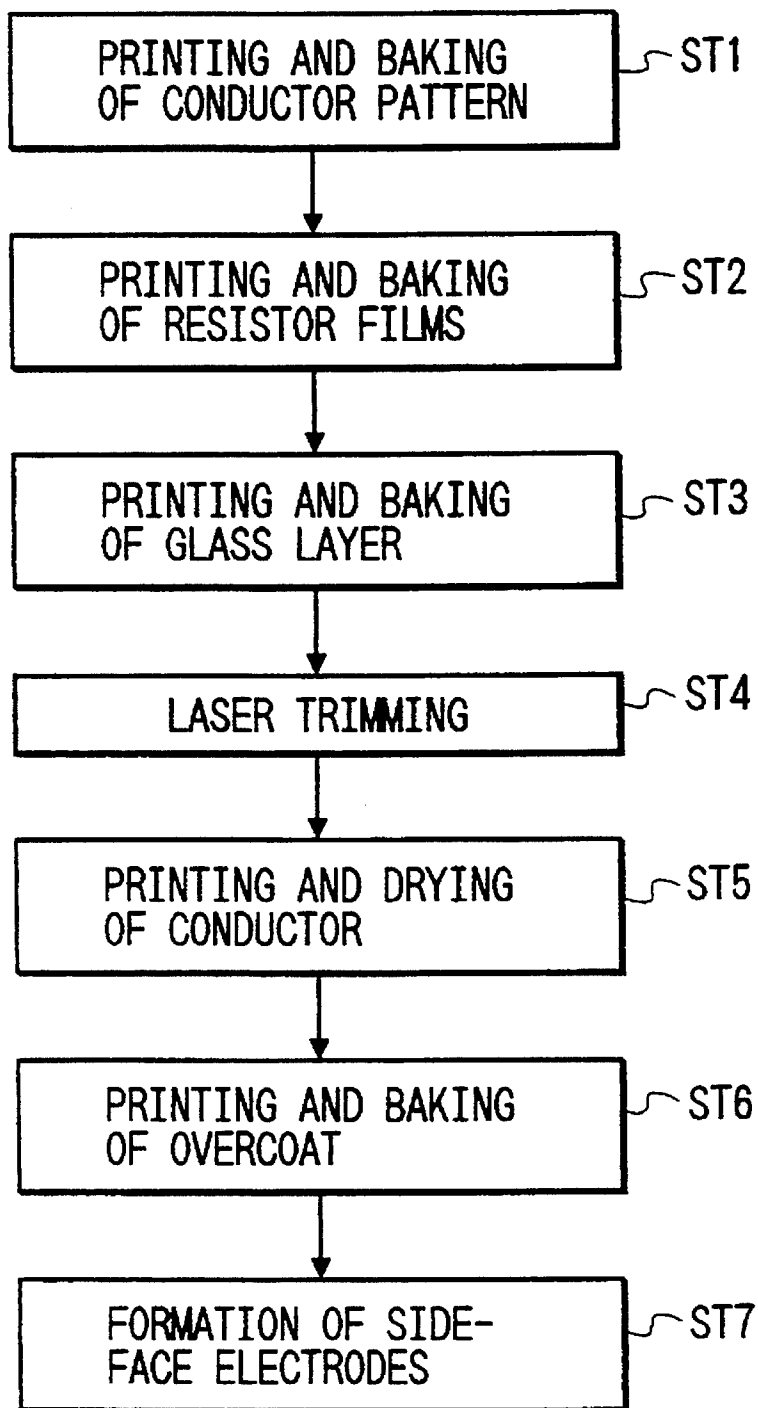 PRINTING AND BAKING
OF CONDUCTOR PATTERN
ST1
PRINTING AND BAKING
OF RESISTOR FILMS
ST2
PRINTING AND BAKING
OF GLASS LAYER
ST3
LASER TRIMMING
ST4
PRINTING AND DRYING
OF CONDUCTOR
ST5
PRINTING AND BAKING
OF OVERCOAT
ST6
FORMATION OF SIDE-
FACE ELECTRODES
ST7